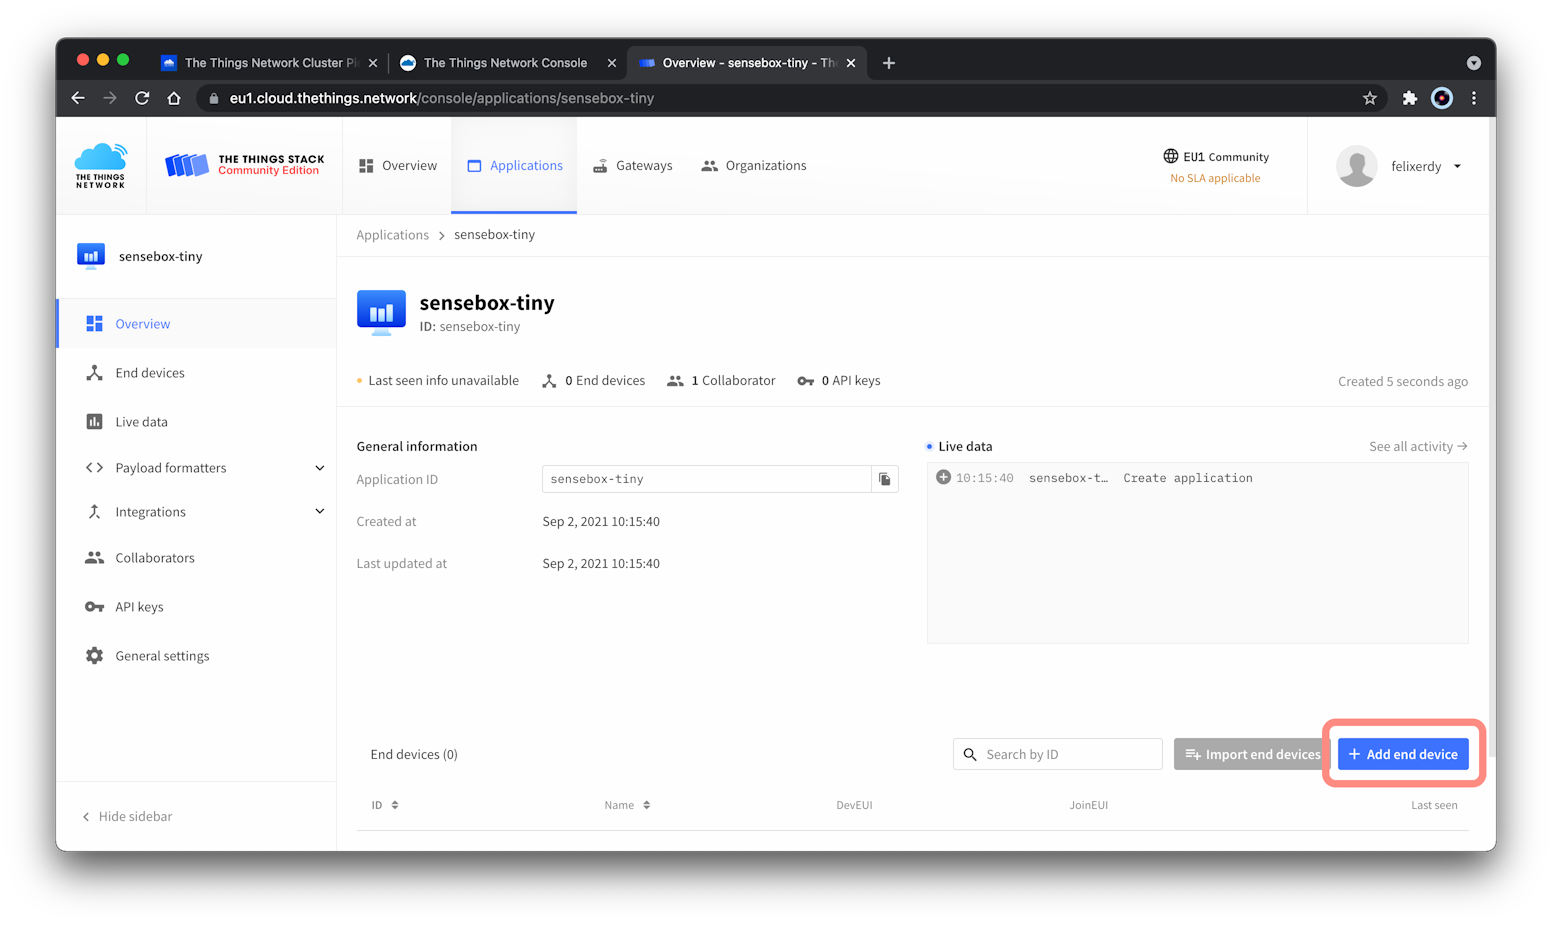 The Things Network Cluster Pi
The Things Network Console
Overview - sensebox-tiny - The
eu1.cloud.thethings.network/console/applications/sensebox-tiny
THE THINGS
NETWORK
THE THINGS STACK
Community Edition
Overview
Applications
Gateways
Organizations
EU1 Community
No SLA applicable
felixerdy
sensebox-tiny
Overview
End devices
Live data
Payload formatters
Integrations
Collaborators
API keys
General settings
Hide sidebar
Applications > sensebox-tiny
sensebox-tiny
ID: sensebox-tiny
Last seen info unavailable
0 End devices
1 Collaborator
0 API keys
Created 5 seconds ago
General information
Application ID
sensebox-tiny
Created at
Sep 2, 2021 10:15:40
Last updated at
Sep 2, 2021 10:15:40
Live data
See all activity →
10:15:40 sensebox-t… Create application
End devices (0)
Search by ID
Import end devices
+ Add end device
ID
Name
DevEUI
JoinEUI
Last seen